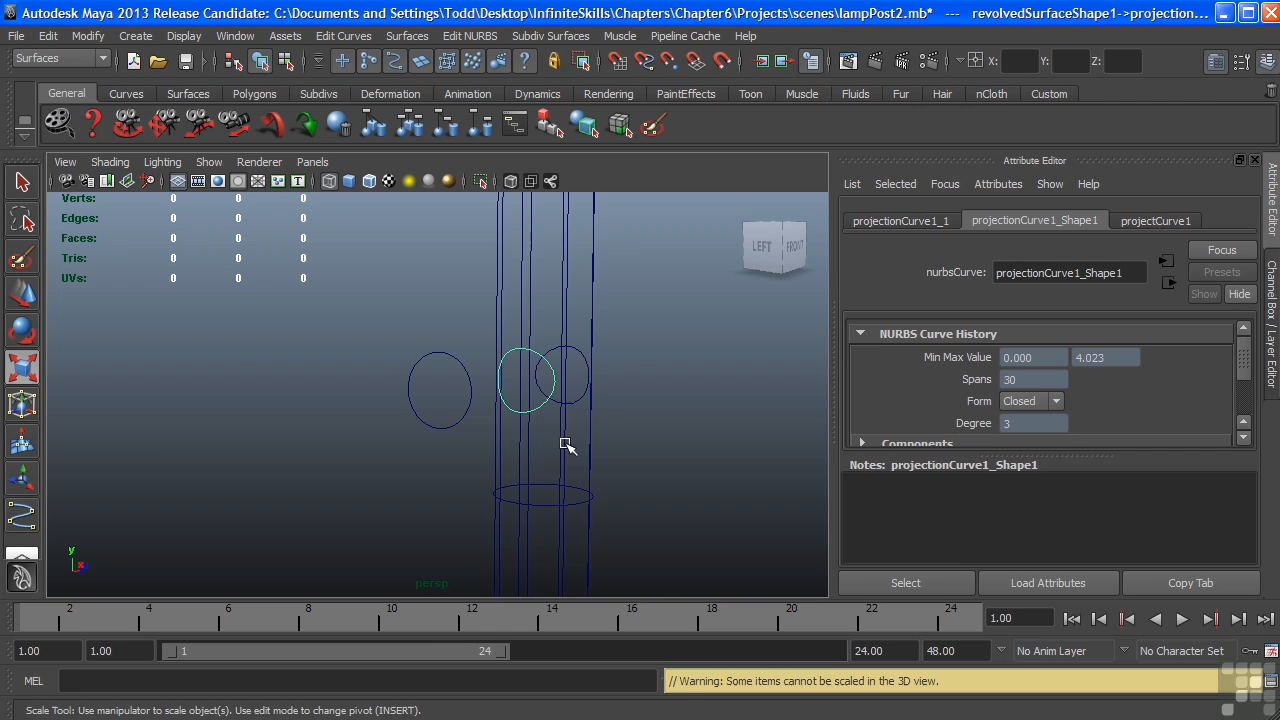 Autodesk Maya 2013 Release Candidate: C:\Documents and Settings\Todd\Desktop\InfiniteSkills\Chapters\Chapter6\Projects\scenes\lampPost2.mb* --- revolvedSurfaceShape1->projection...
File Edit Modify Create Display Window Assets Edit Curves Surfaces Edit NURBS Subdiv Surfaces Muscle Pipeline Cache Help
Surfaces X: Y: Z:
General Curves Surfaces Polygons Subdivs Deformation Animation Dynamics Rendering PaintEffects Toon Muscle Fluids Fur Hair nCloth Custom
View Shading Lighting Show Renderer Panels
Verts: 0 0 0
Edges: 0 0 0
Faces: 0 0 0
Tris: 0 0 0
UVs: 0 0 0
LEFT FRONT
y
x
persp
Attribute Editor
List Selected Focus Attributes Show Help
projectionCurve1_1 projectionCurve1_Shape1 projectCurve1
Focus
nurbsCurve: projectionCurve1_Shape1 Presets
Show Hide
NURBS Curve History
Min Max Value 0.000 4.023
Spans 30
Form Closed
Degree 3
Components
Notes: projectionCurve1_Shape1
Select Load Attributes Copy Tab
Attribute Editor
Channel Box / Layer Editor
2 4 6 8 10 12 14 16 18 20 22 24 1.00
1.00 1.00 1 24 24.00 48.00 No Anim Layer No Character Set
MEL // Warning: Some items cannot be scaled in the 3D view.
Scale Tool: Use manipulator to scale object(s). Use edit mode to change pivot (INSERT).